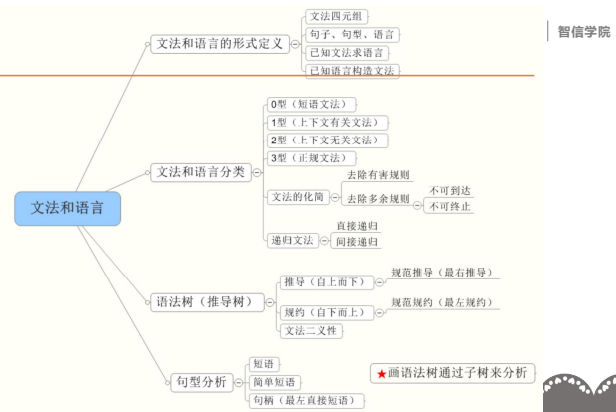 智信学院
文法和语言
文法和语言的形式定义
文法四元组
句子、句型、语言
已知文法求语言
已知语言构造文法
文法和语言分类
0型（短语文法）
1型（上下文有关文法）
2型（上下文无关文法）
3型（正规文法）
文法的化简
去除有害规则
去除多余规则
不可到达
不可终止
递归文法
直接递归
间接递归
语法树（推导树）
推导（自上而下）
规范推导（最右推导）
规约（自下而上）
规范规约（最左规约）
文法二义性
句型分析
短语
简单短语
句柄（最左直接短语）
★画语法树通过子树来分析